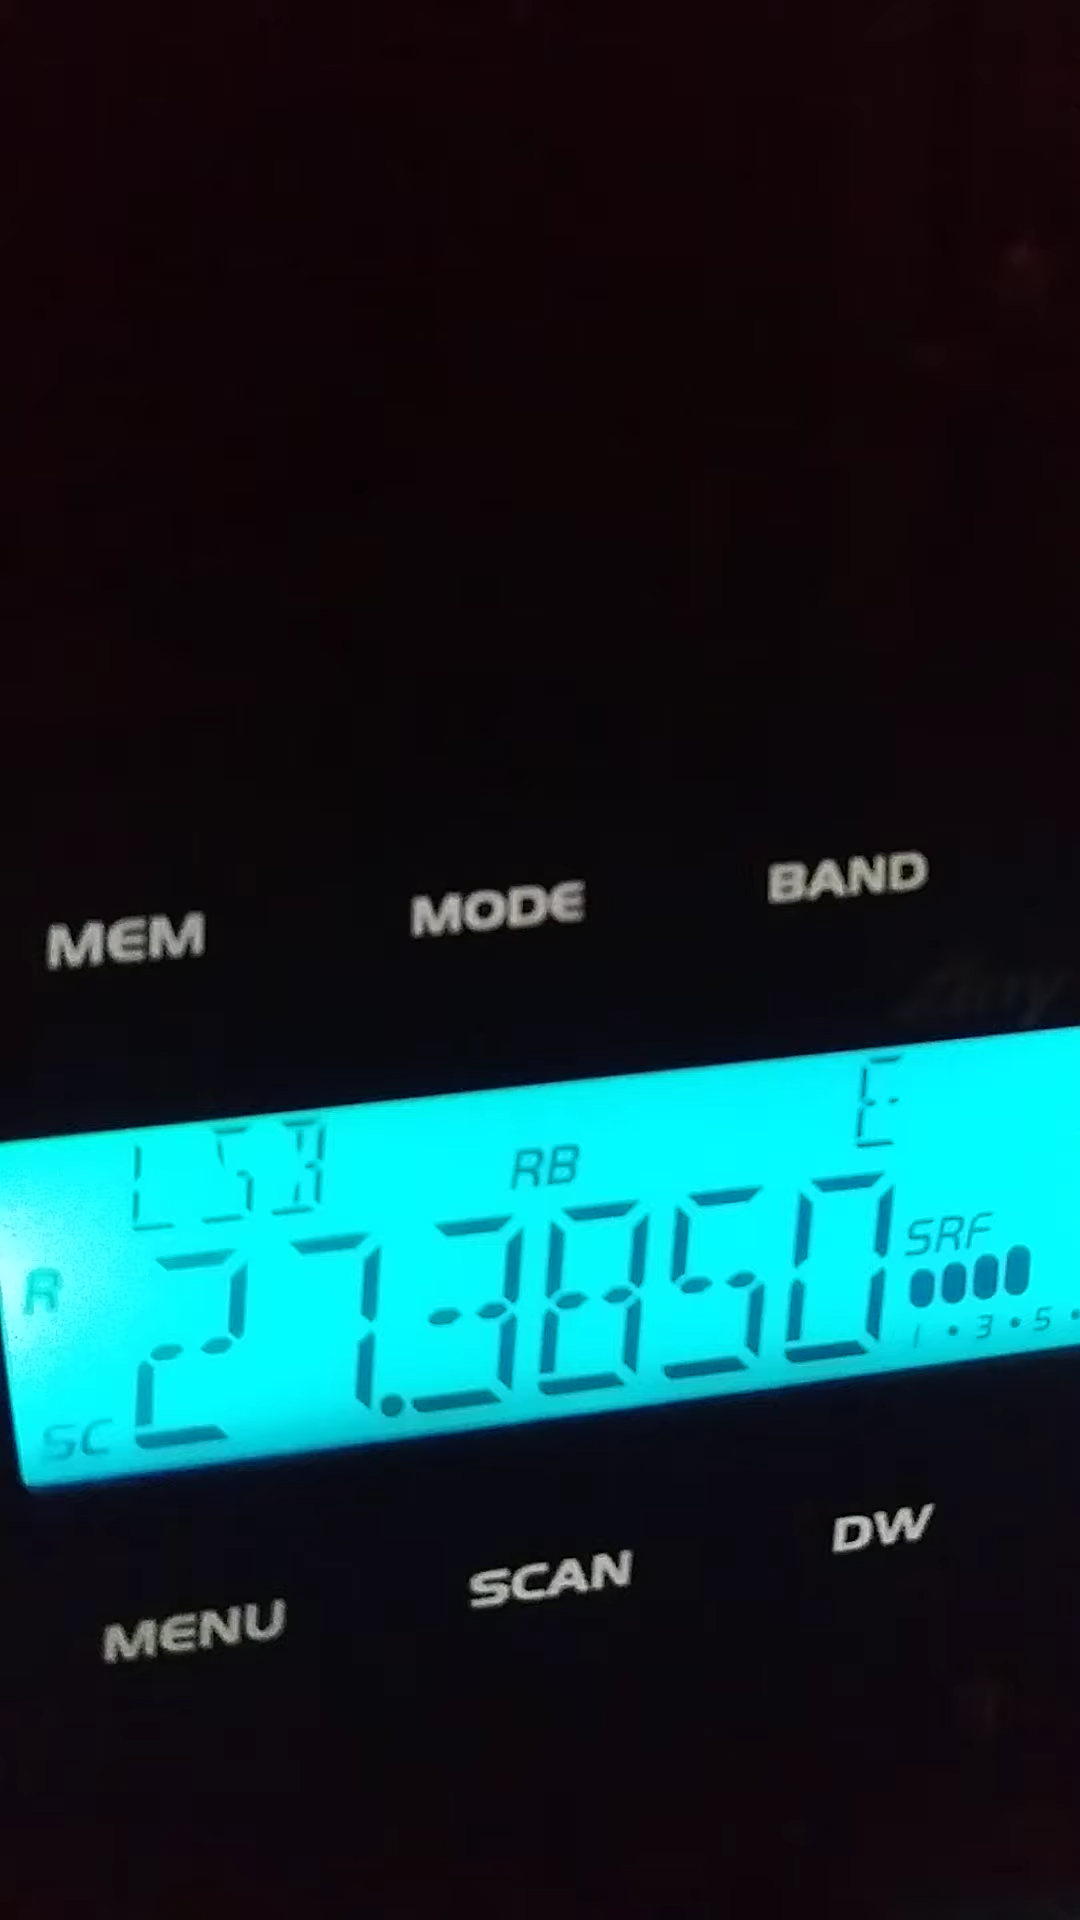 MEM MODE BAND
LSB RB E
R 27.3850 SRF
1 • 3 • 5 •
SC
MENU SCAN DW